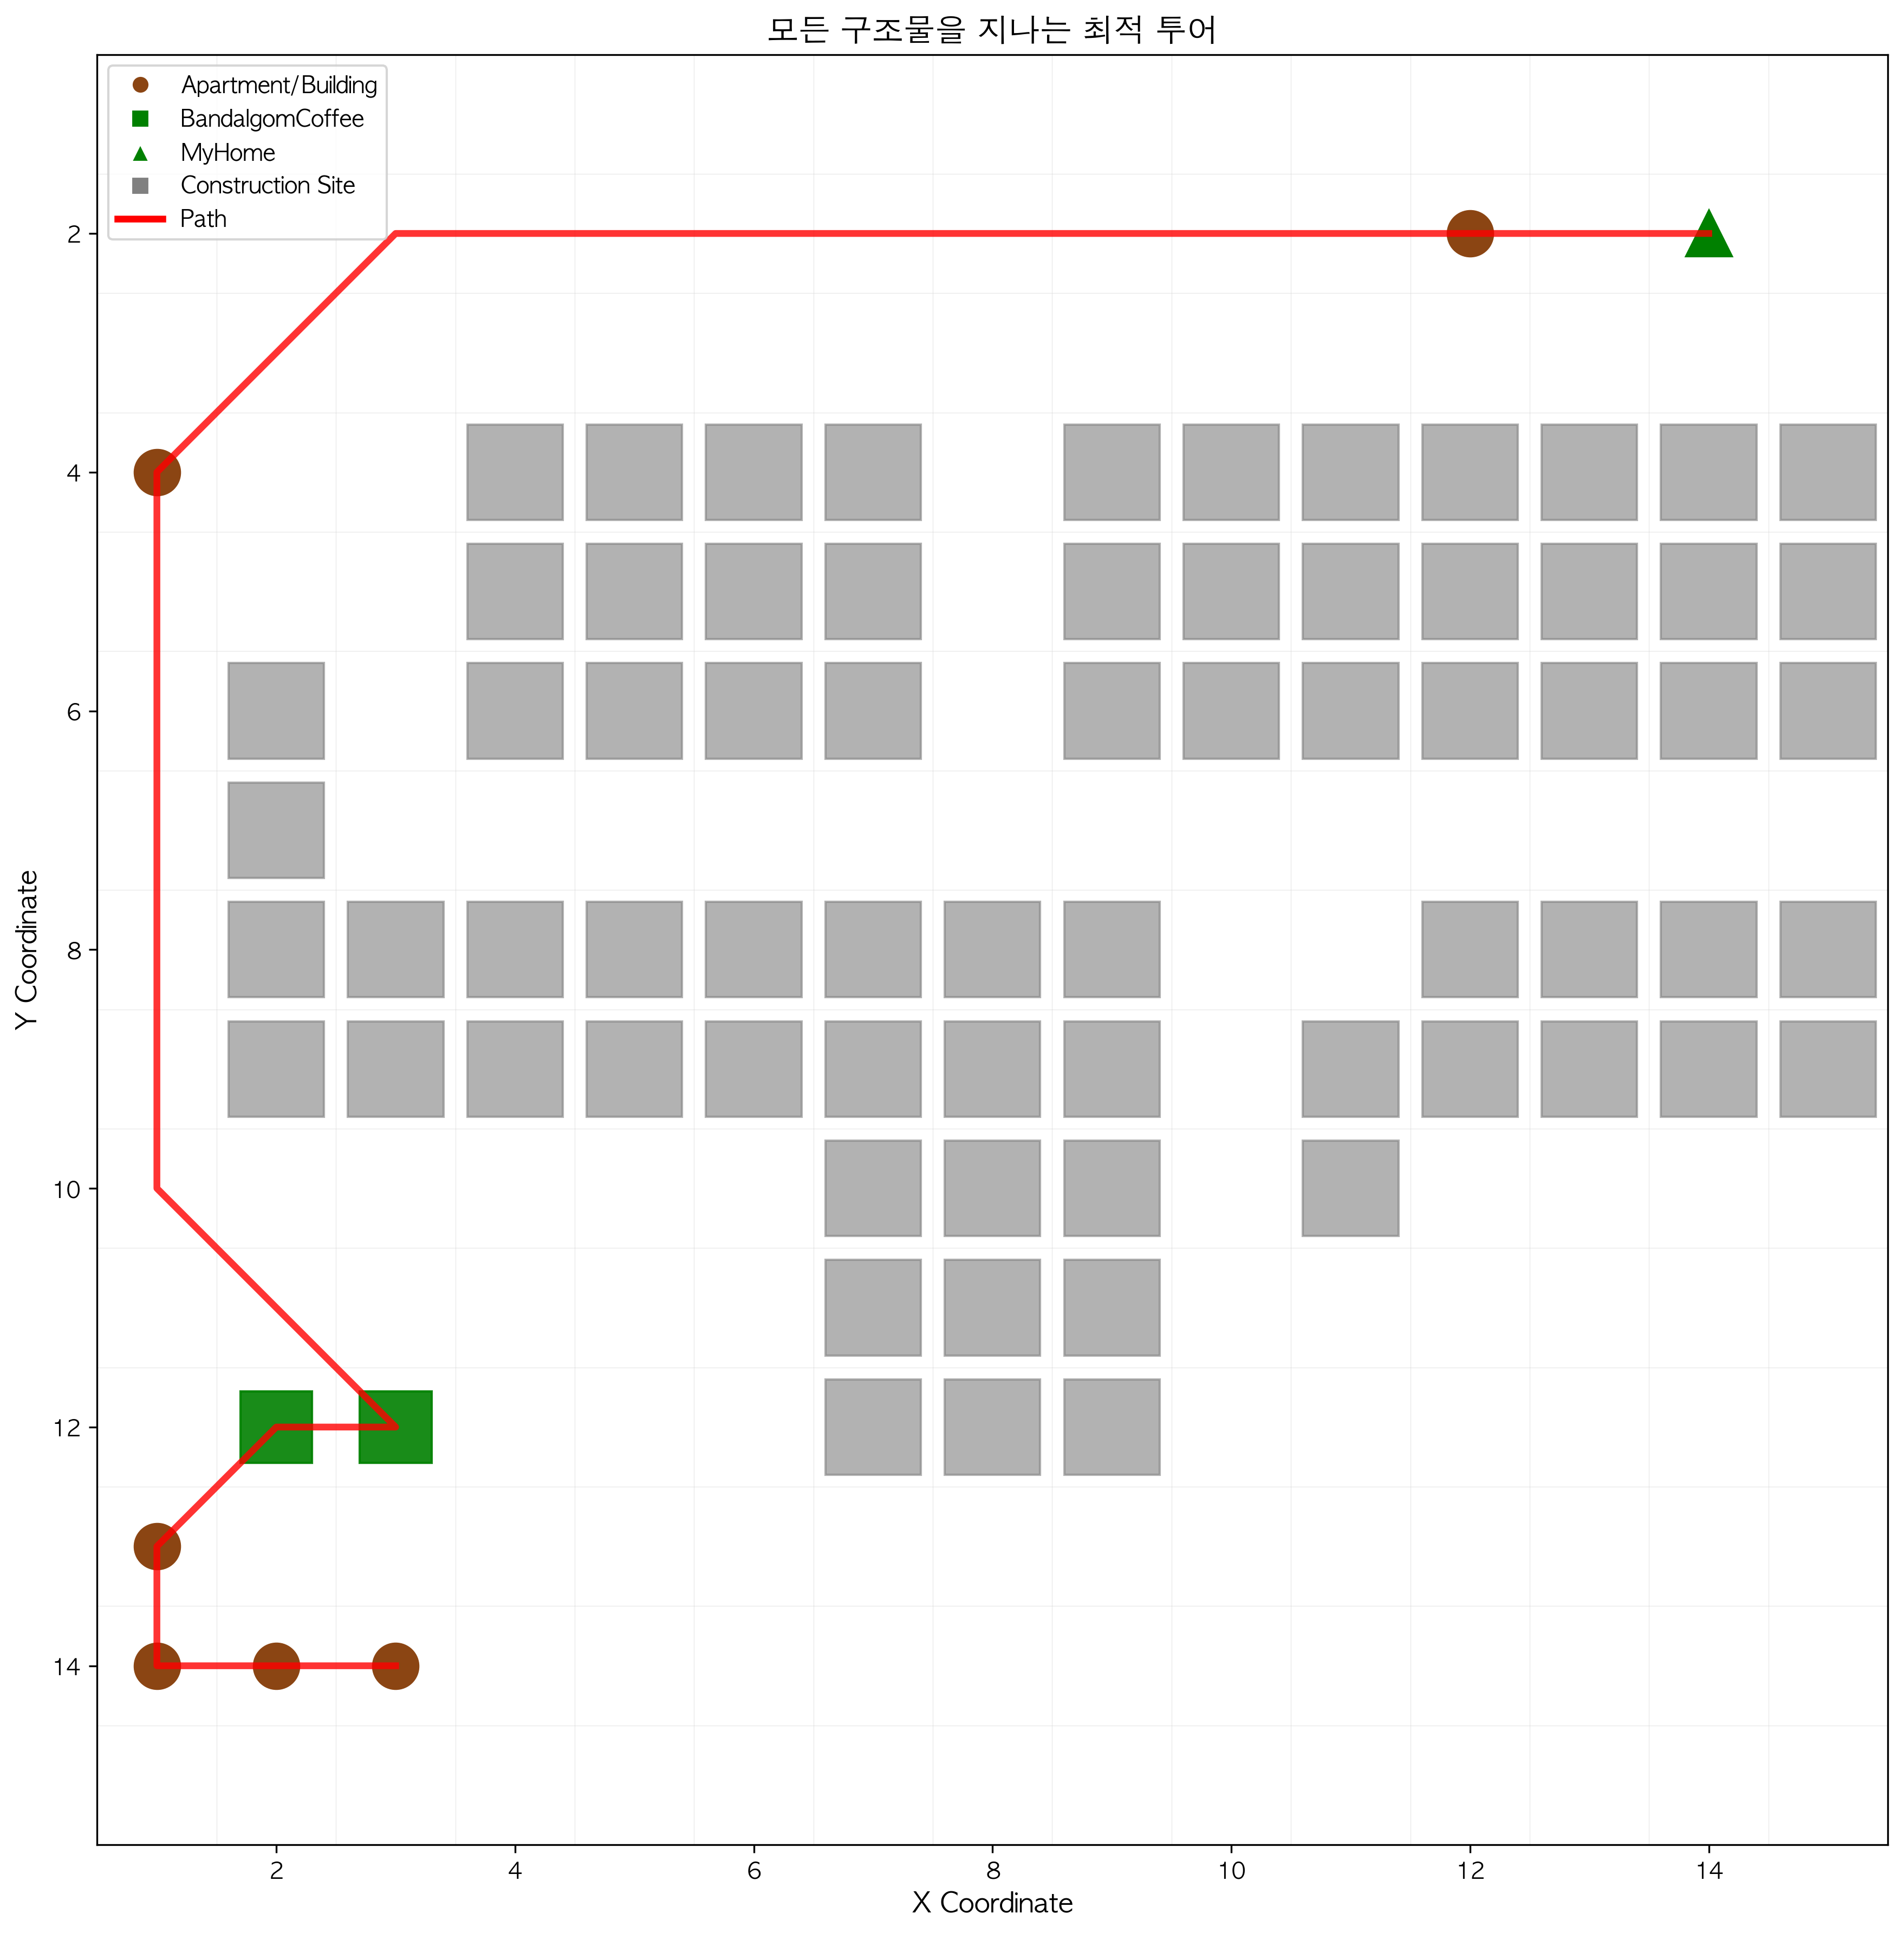 모든 구조물을 지나는 최적 투어
Apartment/Building
BandalgomCoffee
MyHome
Construction Site
Path
2
4
6
8
10
12
14
Y Coordinate
2 4 6 8 10 12 14
X Coordinate